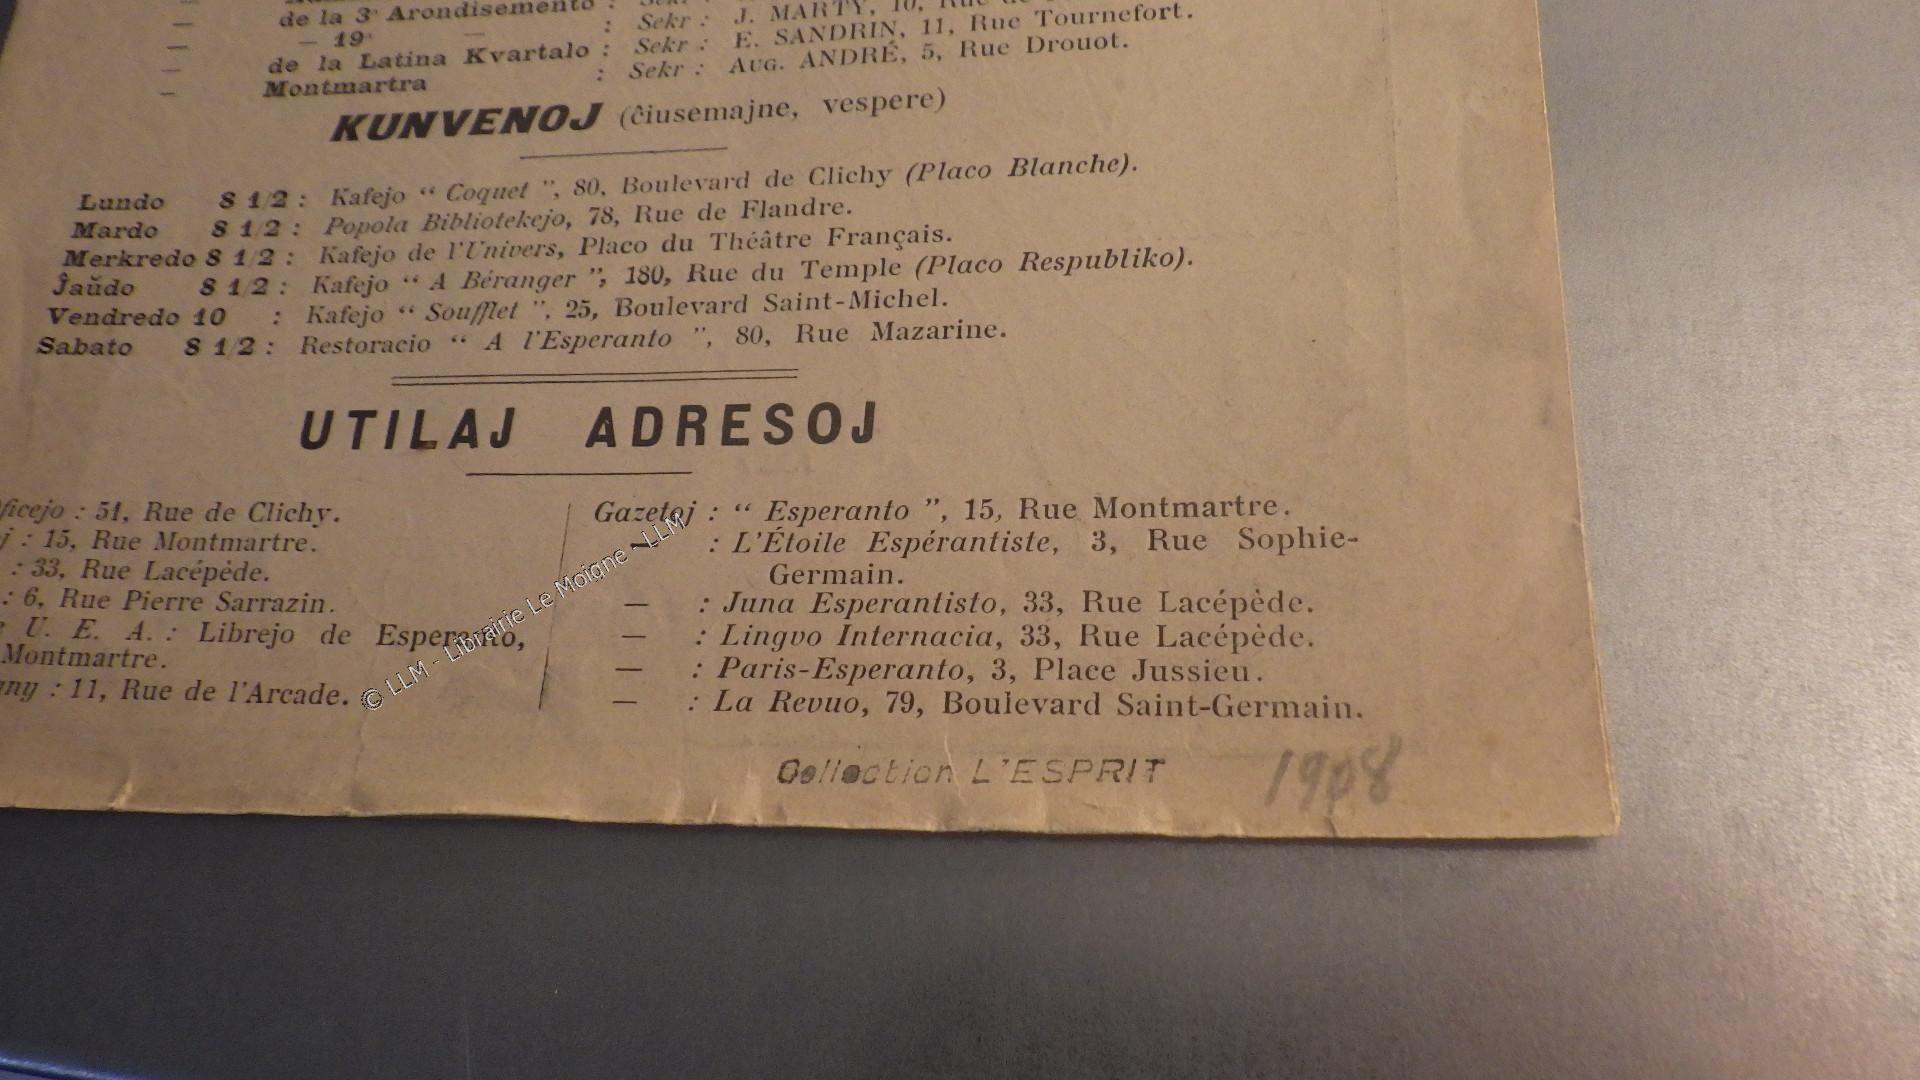 de la 3e Arondisemento : Sekr : J. MARTY, 10, Rue de
— 19e — : Sekr : E. SANDRIN, 11, Rue Tournefort.
— de la Latina Kvartalo : Sekr : AUG. ANDRÉ, 5, Rue Drouot.
— Montmartra :
KUNVENOJ (ĉiusemajne, vespere)
Lundo 8 1/2 : Kafejo “ Coquet ”, 80, Boulevard de Clichy (Placo Blanche).
Mardo 8 1/2 : Popola Bibliotekejo, 78, Rue de Flandre.
Merkredo 8 1/2 : Kafejo de l'Univers, Placo du Théâtre Français.
Ĵaŭdo 8 1/2 : Kafejo “ A Béranger ”, 180, Rue du Temple (Placo Respubliko).
Vendredo 10 : Kafejo “ Soufflet ”, 25, Boulevard Saint-Michel.
Sabato 8 1/2 : Restoracio “ A l'Esperanto ”, 80, Rue Mazarine.
UTILAJ ADRESOJ
ficejo : 51, Rue de Clichy.
j : 15, Rue Montmartre.
: 33, Rue Lacépède.
: 6, Rue Pierre Sarrazin.
U. E. A. : Librejo de Esperanto,
Montmartre.
ny : 11, Rue de l'Arcade.
Gazetoj : “ Esperanto ”, 15, Rue Montmartre.
— : L'Étoile Espérantiste, 3, Rue Sophie-
Germain.
— : Juna Esperantisto, 33, Rue Lacépède.
— : Lingvo Internacia, 33, Rue Lacépède.
— : Paris-Esperanto, 3, Place Jussieu.
— : La Revuo, 79, Boulevard Saint-Germain.
© LLM - Librairie Le Moigne - LLM
Collection L'ESPRIT
1908